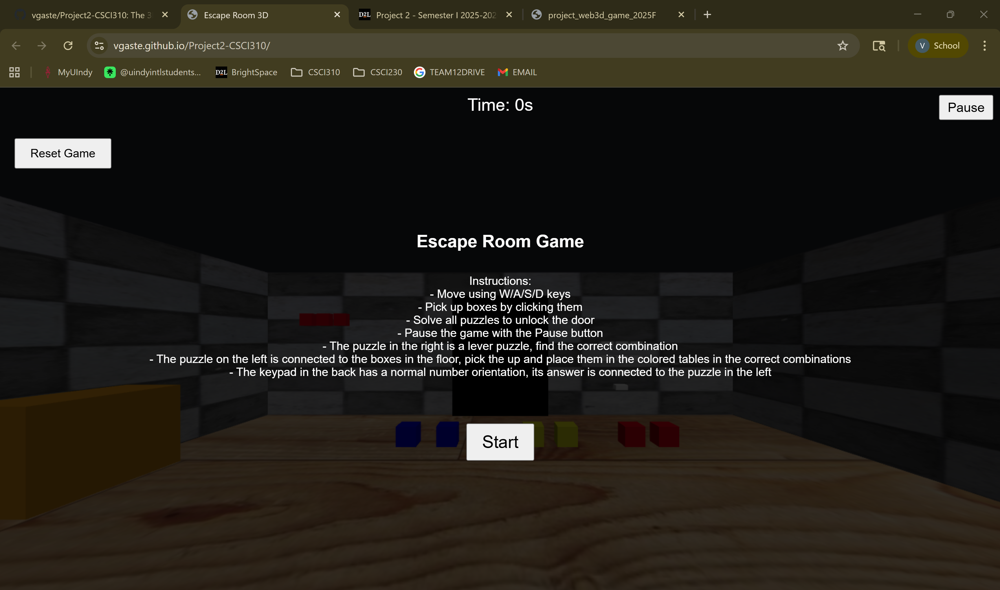 vgaste/Project2-CSCI310: The 3
Escape Room 3D
D2L Project 2 - Semester I 2025-202
project_web3d_game_2025F
vgaste.github.io/Project2-CSCI310/
V School
MyUIndy
@uindyintlstudents...
D2L BrightSpace
CSCI310
CSCI230
TEAM12DRIVE
EMAIL
Time: 0s
Pause
Reset Game
Escape Room Game
Instructions:
- Move using W/A/S/D keys
- Pick up boxes by clicking them
- Solve all puzzles to unlock the door
- Pause the game with the Pause button
- The puzzle in the right is a lever puzzle, find the correct combination
- The puzzle on the left is connected to the boxes in the floor, pick the up and place them in the colored tables in the correct combinations
- The keypad in the back has a normal number orientation, its answer is connected to the puzzle in the left
Start